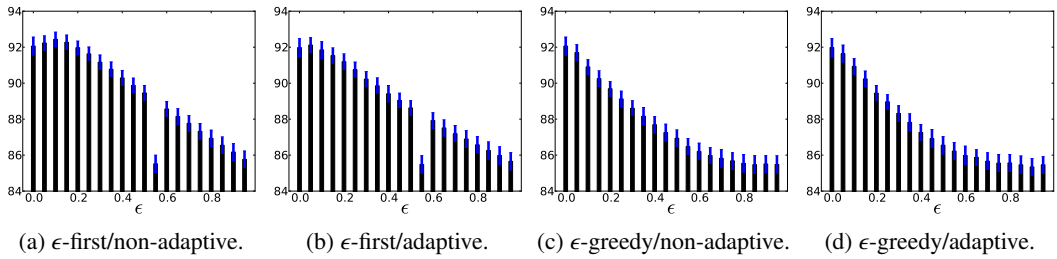 94
92
90
88
86
84
0.0 0.2 0.4 0.6 0.8
ϵ
(a) ϵ-first/non-adaptive.
94
92
90
88
86
84
0.0 0.2 0.4 0.6 0.8
ϵ
(b) ϵ-first/adaptive.
94
92
90
88
86
84
0.0 0.2 0.4 0.6 0.8
ϵ
(c) ϵ-greedy/non-adaptive.
94
92
90
88
86
84
0.0 0.2 0.4 0.6 0.8
ϵ
(d) ϵ-greedy/adaptive.